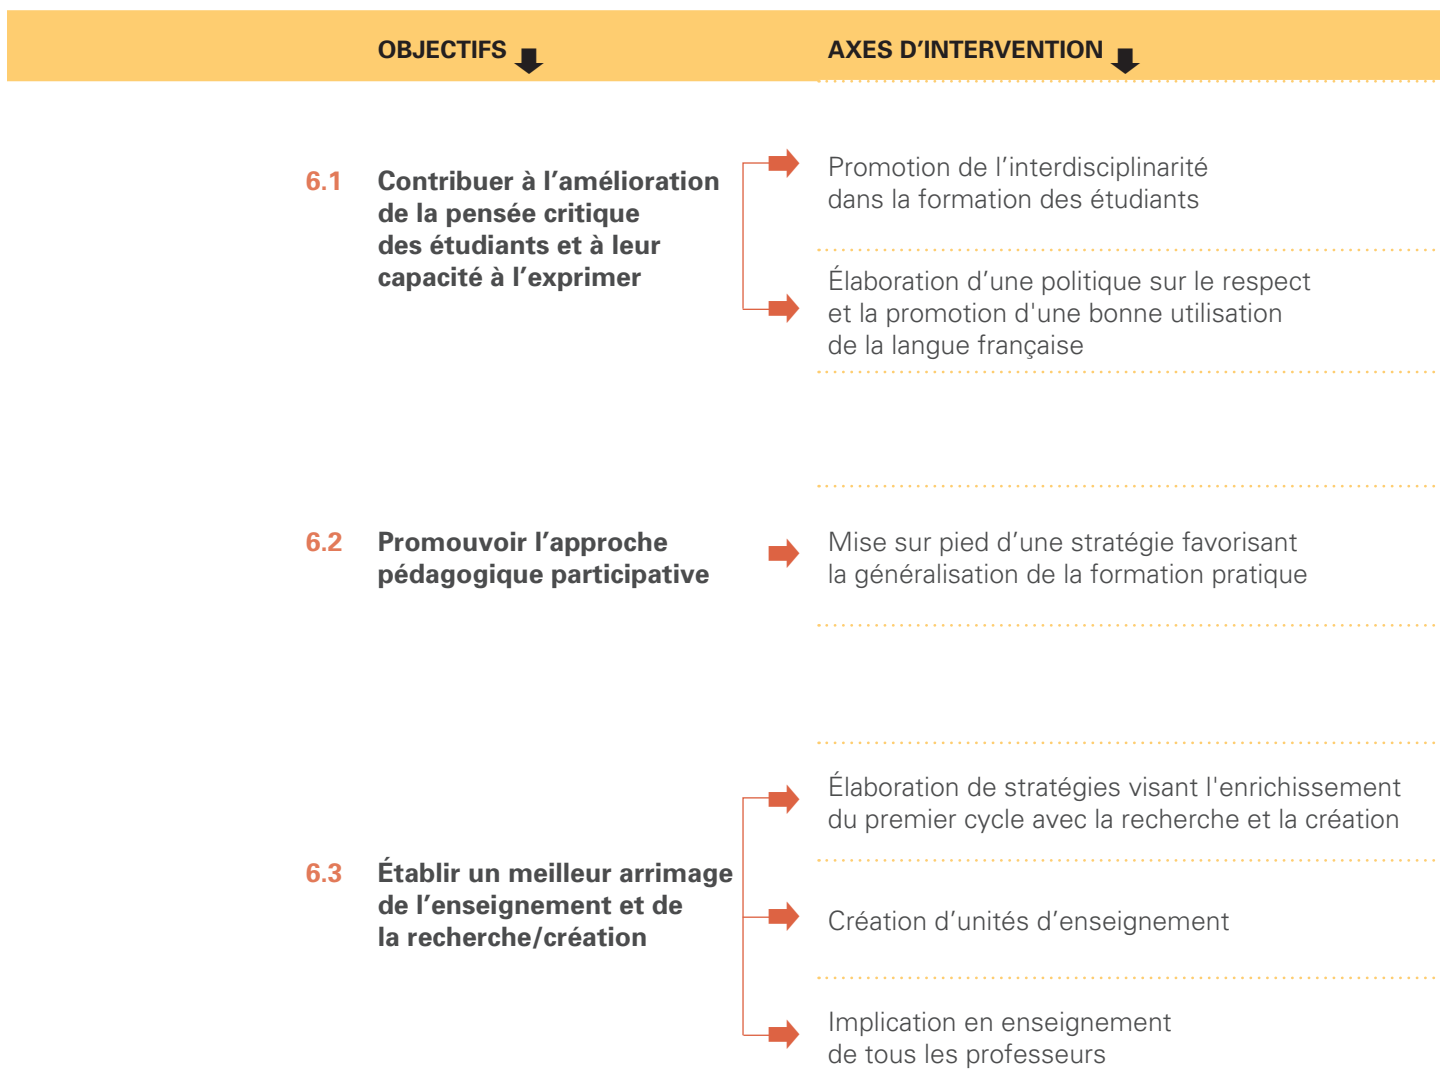 OBJECTIFS
AXES D’INTERVENTION
6.1 Contribuer à l’amélioration
de la pensée critique
des étudiants et à leur
capacité à l’exprimer
Promotion de l’interdisciplinarité
dans la formation des étudiants
Élaboration d’une politique sur le respect
et la promotion d'une bonne utilisation
de la langue française
6.2 Promouvoir l’approche
pédagogique participative
Mise sur pied d’une stratégie favorisant
la généralisation de la formation pratique
6.3 Établir un meilleur arrimage
de l’enseignement et de
la recherche/création
Élaboration de stratégies visant l'enrichissement
du premier cycle avec la recherche et la création
Création d’unités d’enseignement
Implication en enseignement
de tous les professeurs